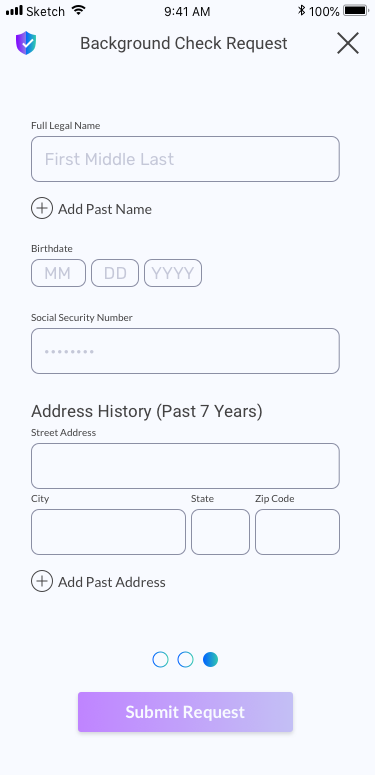 Sketch 9:41 AM 100%
Background Check Request
Full Legal Name
First Middle Last
Add Past Name
Birthdate
MM DD YYYY
Social Security Number
••••••••
Address History (Past 7 Years)
Street Address
City State Zip Code
Add Past Address
Submit Request